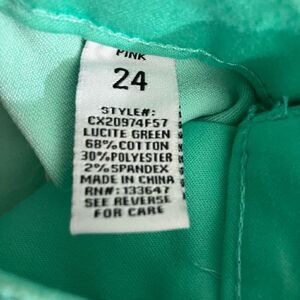 PINK
24
STYLE#:
CX20974F57
LUCITE GREEN
68%COTTON
30%POLYESTER
2%SPANDEX
MADE IN CHINA
RN#:133647
SEE REVERSE
FOR CARE